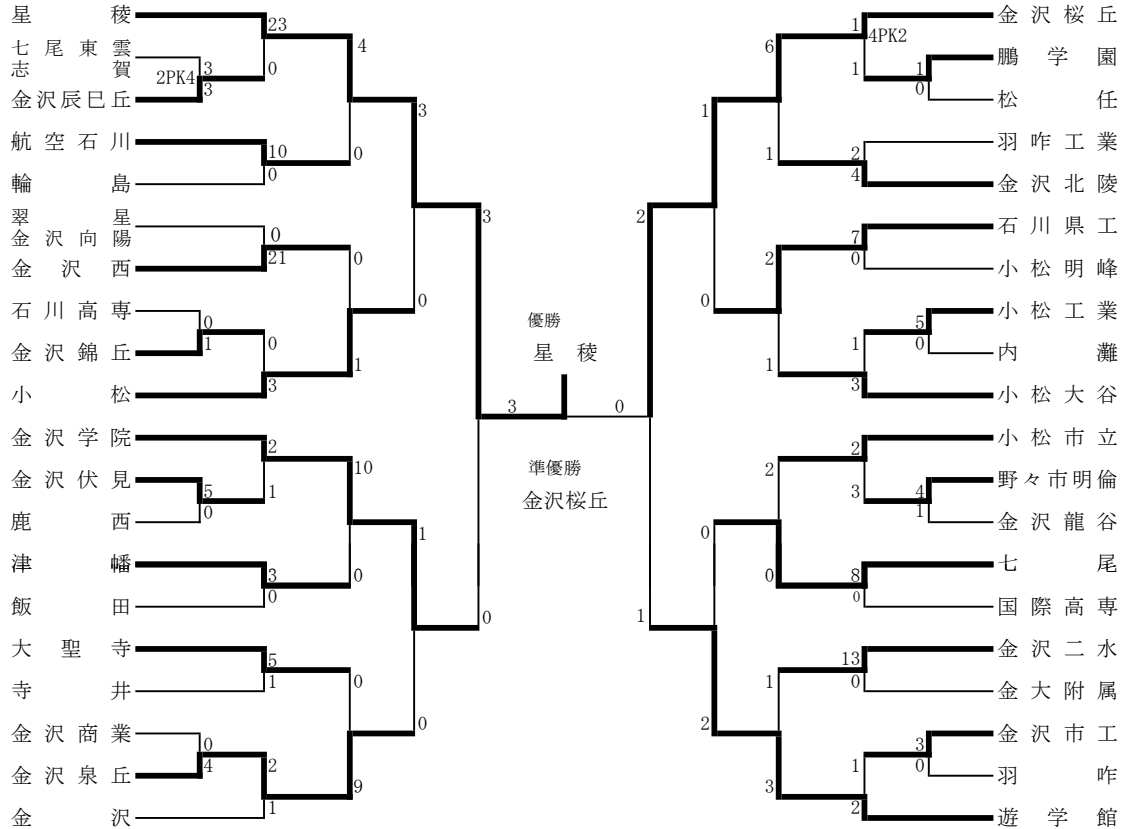 星稜
23
七尾東雲
志賀
2PK4
3
0
3
金沢辰巳丘
4
航空石川
10
0
輪島
0
3
翠星
金沢向陽
0
金沢西
21
0
石川高専
0
金沢錦丘
1
0
小松
3
1
0
3
金沢学院
2
10
金沢伏見
5
1
鹿西
0
津幡
3
0
飯田
0
1
大聖寺
5
0
寺井
1
金沢商業
0
金沢泉丘
4
2
金沢
1
9
0
0
優勝
星稜
3
0
準優勝
金沢桜丘
金沢桜丘
1
4PK2
6
鵬学園
1
1
松任
0
1
羽咋工業
2
1
金沢北陵
4
2
石川県工
7
2
小松明峰
0
0
小松工業
5
1
内灘
0
1
小松大谷
3
小松市立
2
2
野々市明倫
4
3
金沢龍谷
1
0
七尾
8
0
国際高専
0
1
金沢二水
13
1
金大附属
0
2
金沢市工
3
1
羽咋
0
3
遊学館
2